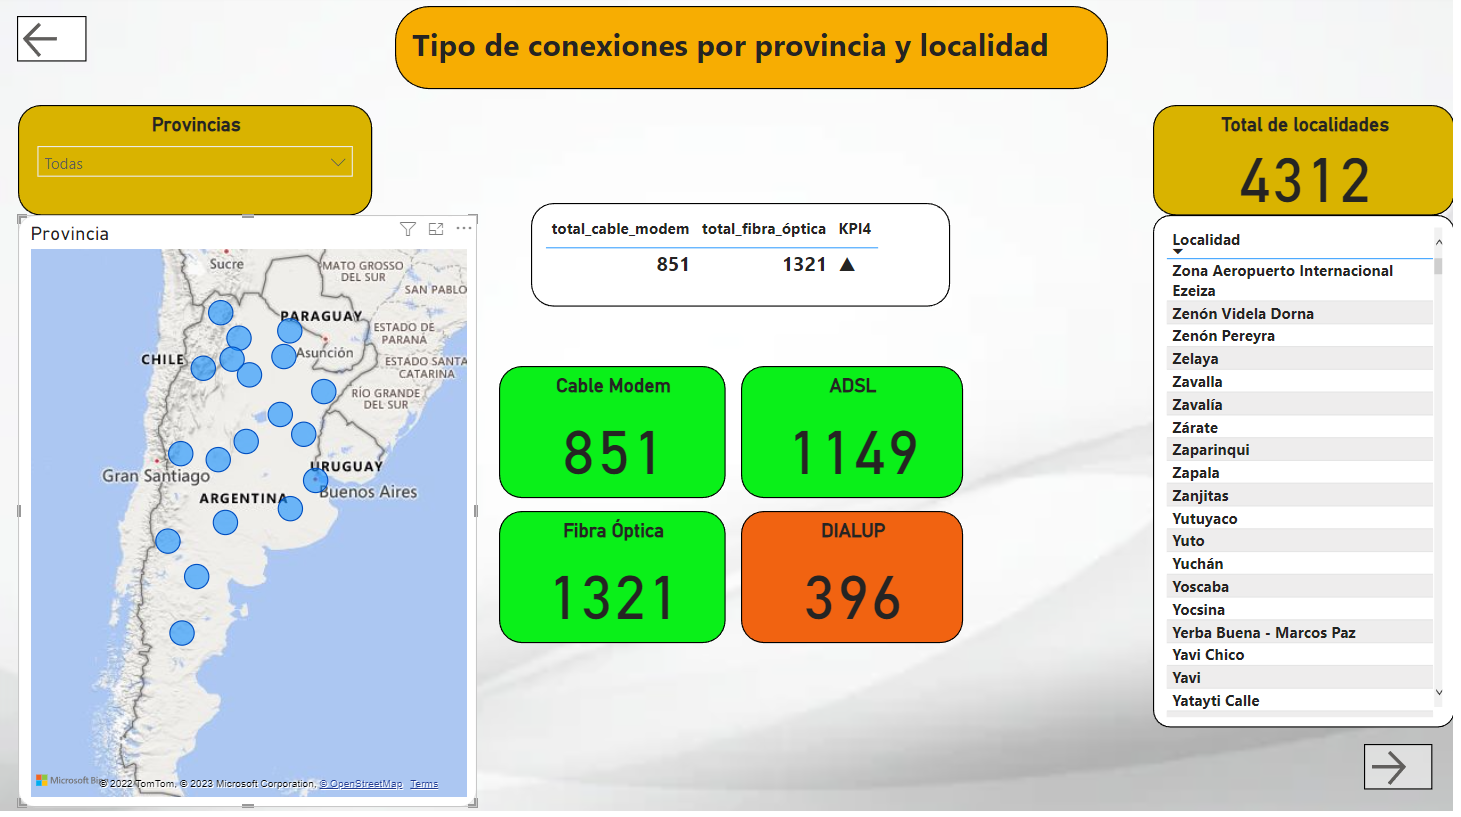 Tipo de conexiones por provincia y localidad
Provincias
Todas
Total de localidades
4312
Provincia
Sucre
MATO GROSSO
DEL SUR
SAN PABLO
PARAGUAY
ESTADO DE
PARANÁ
CHILE
Asunción
ESTADO SANTA
CATARINA
RÍO GRANDE
DEL SUR
URUGUAY
Gran Santiago
ARGENTINA
Buenos Aires
© 2022 TomTom, © 2023 Microsoft Corporation, © OpenStreetMap Terms
Microsoft
total_cable_modem total_fibra_óptica KPI4
851 1321 ▲
Cable Modem
851
ADSL
1149
Fibra Óptica
1321
DIALUP
396
Localidad
Zona Aeropuerto Internacional
Ezeiza
Zenón Videla Dorna
Zenón Pereyra
Zelaya
Zavalla
Zavalía
Zárate
Zaparinqui
Zapala
Zanjitas
Yutuyaco
Yuto
Yuchán
Yoscaba
Yocsina
Yerba Buena - Marcos Paz
Yavi Chico
Yavi
Yatayti Calle